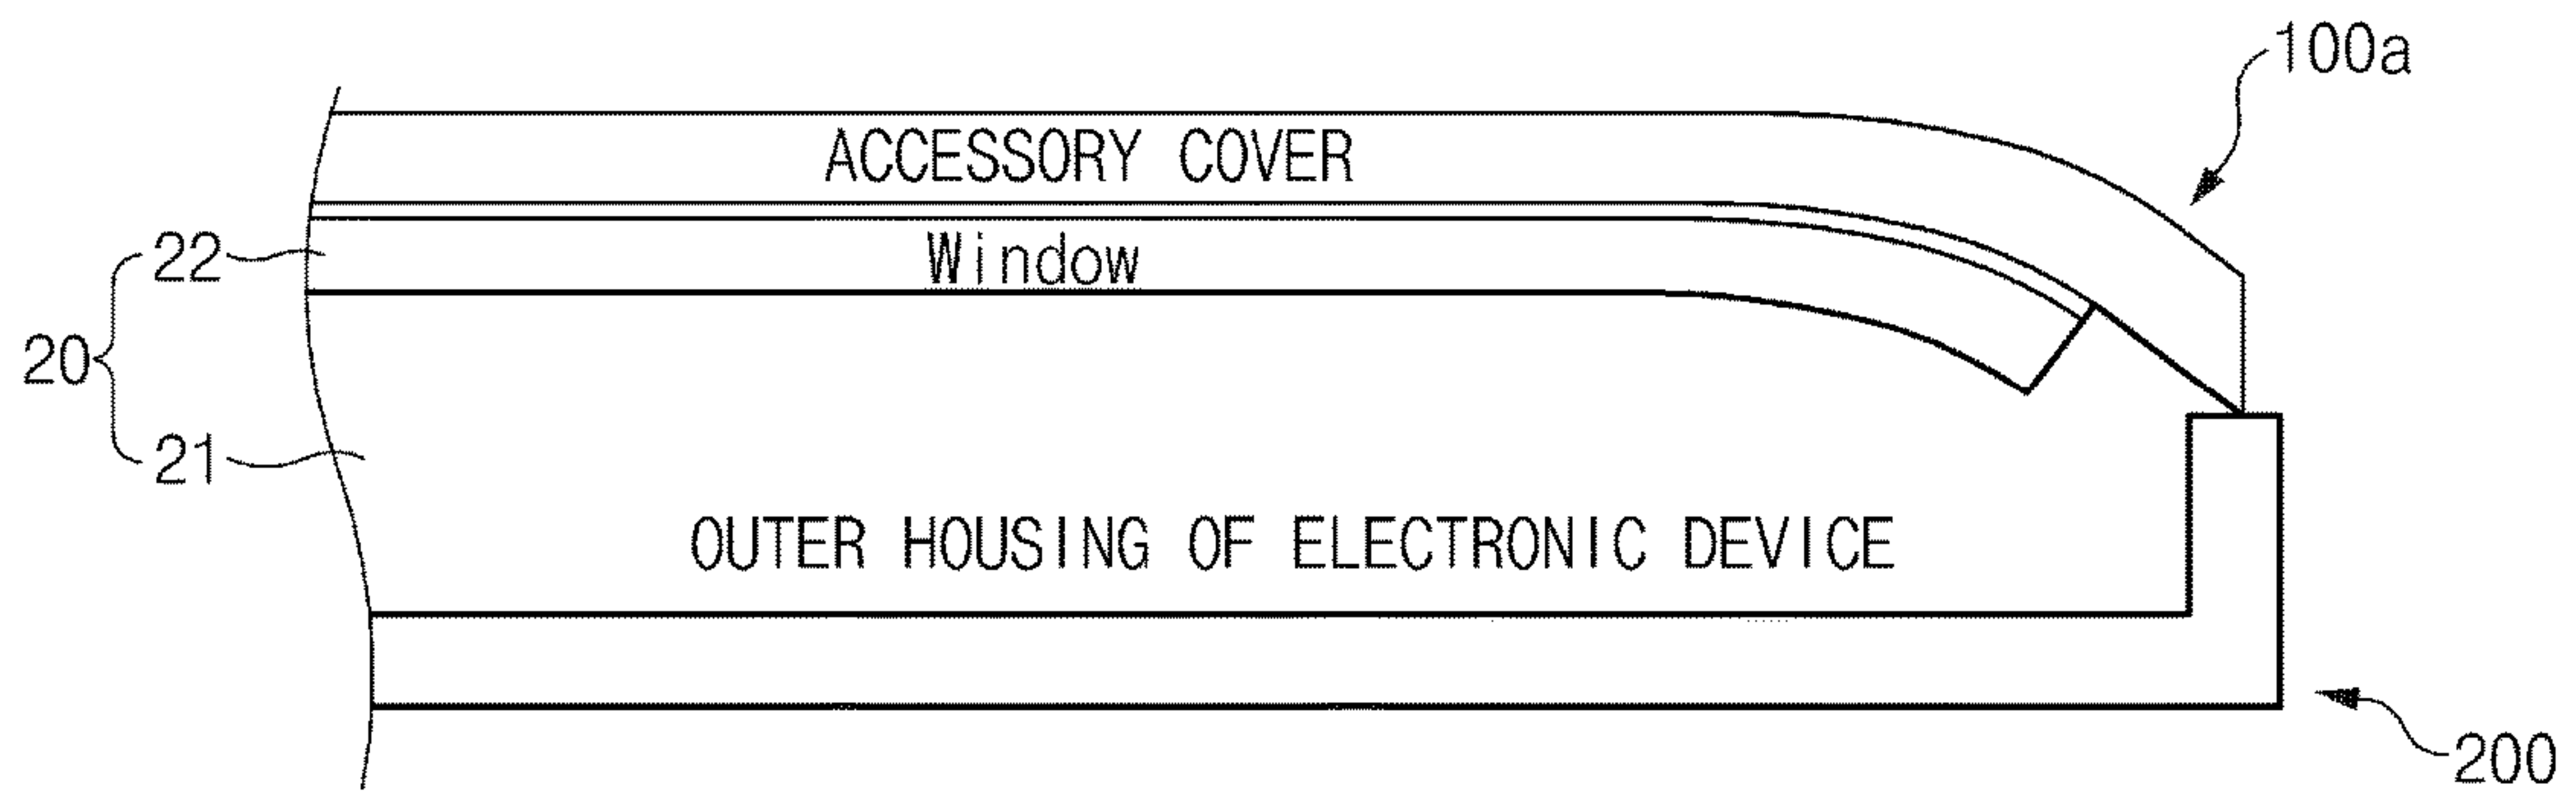 100a
ACCESSORY COVER
22
Window
20
21
OUTER HOUSING OF ELECTRONIC DEVICE
200